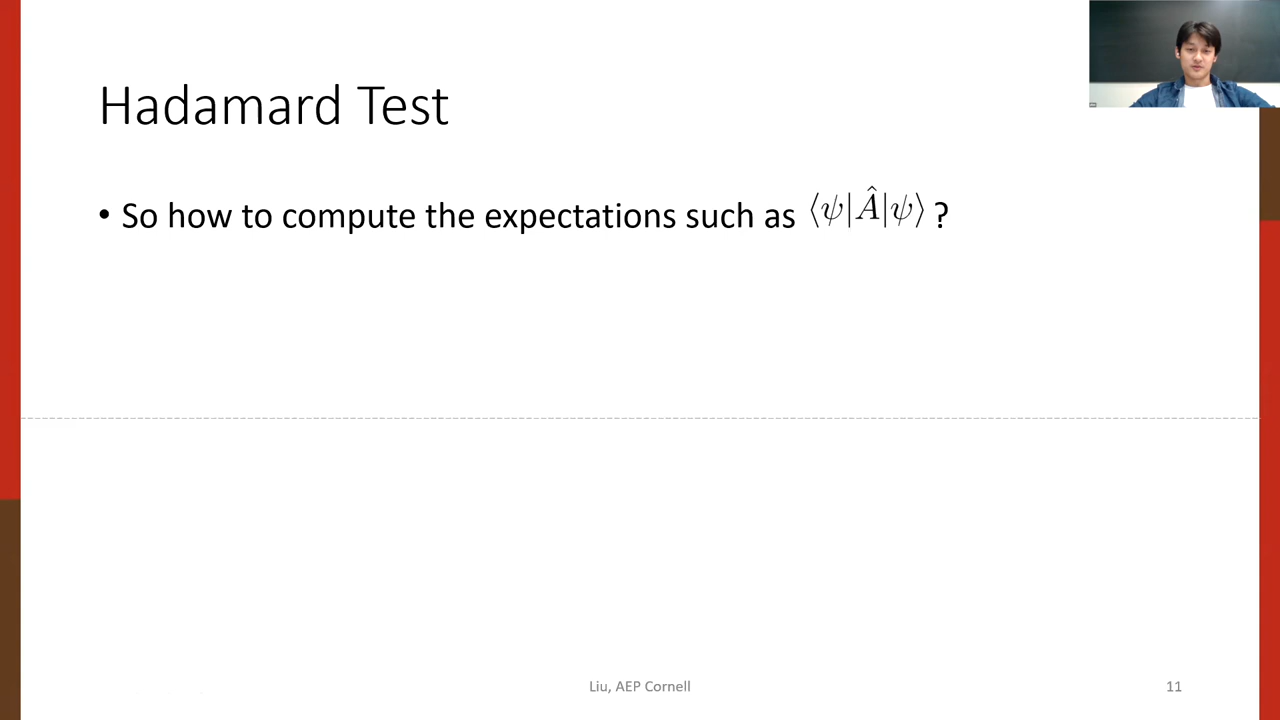 Hadamard Test
• So how to compute the expectations such as ⟨ψ|Â|ψ⟩ ?
Liu, AEP Cornell
11